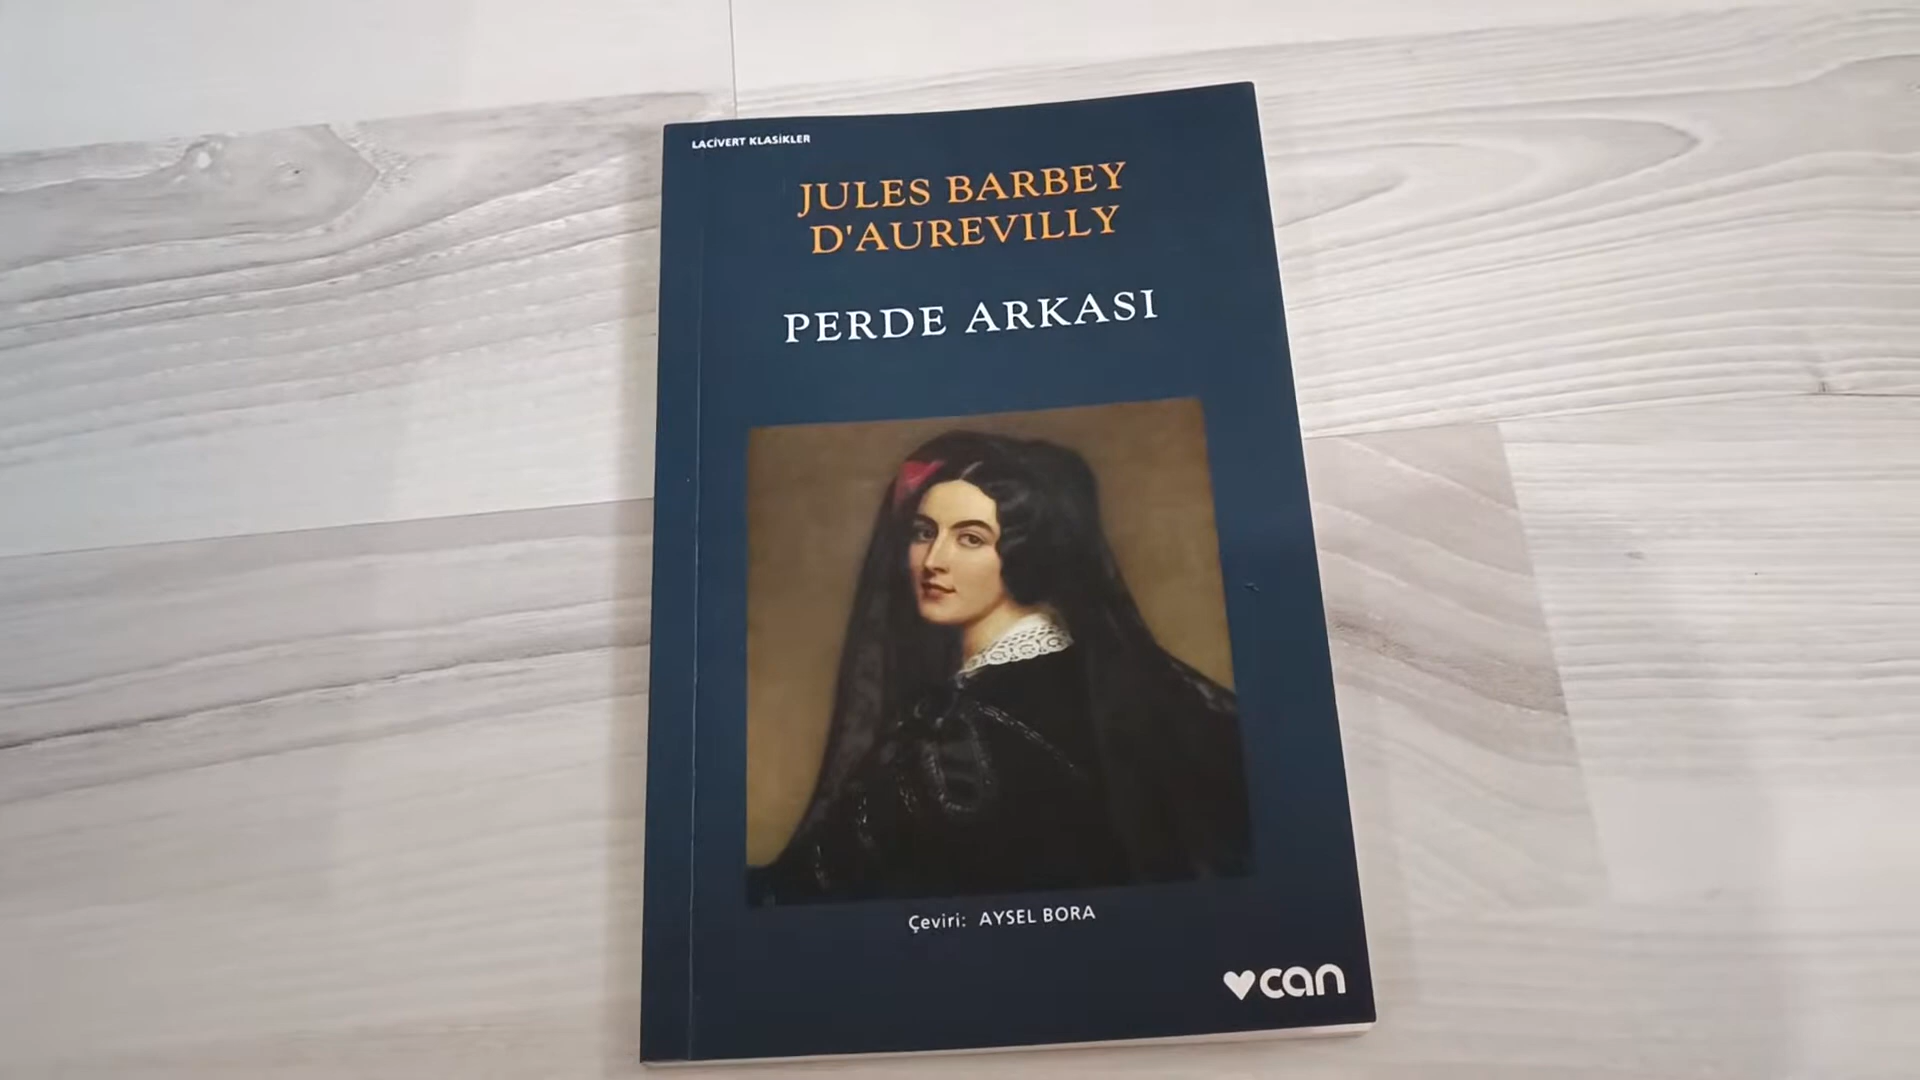 LACİVERT KLASİKLER
JULES BARBEY
D'AUREVILLY
PERDE ARKASI
Çeviri: AYSEL BORA
can